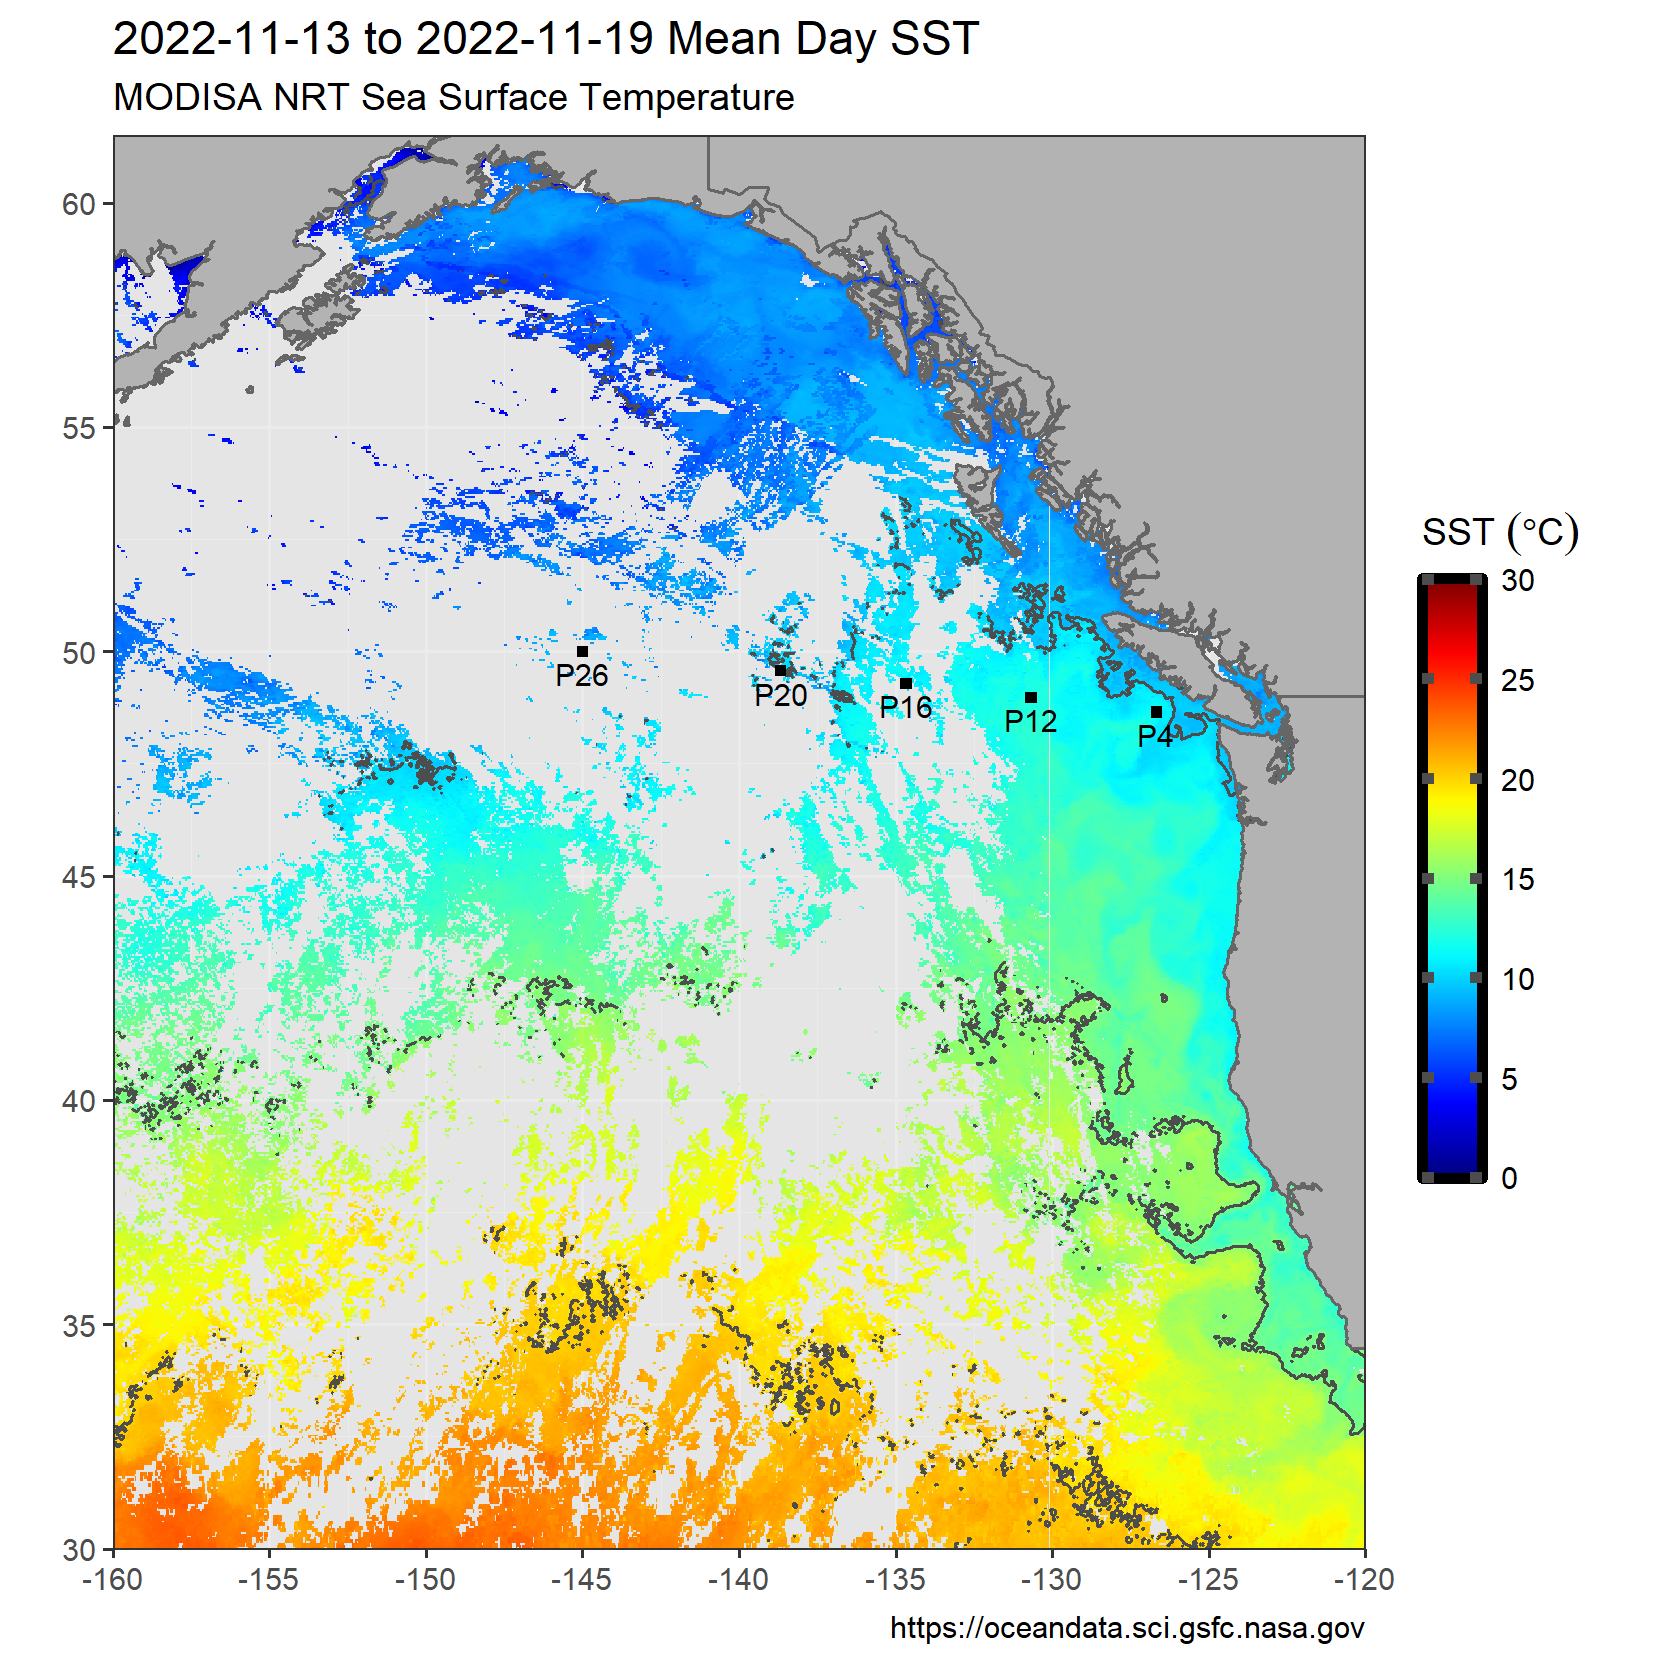 2022-11-13 to 2022-11-19 Mean Day SST
MODISA NRT Sea Surface Temperature
60
55
50
45
40
35
30
P26
P20
P16
P12
P4
-160
-155
-150
-145
-140
-135
-130
-125
-120
SST (°C)
30
25
20
15
10
5
0
https://oceandata.sci.gsfc.nasa.gov